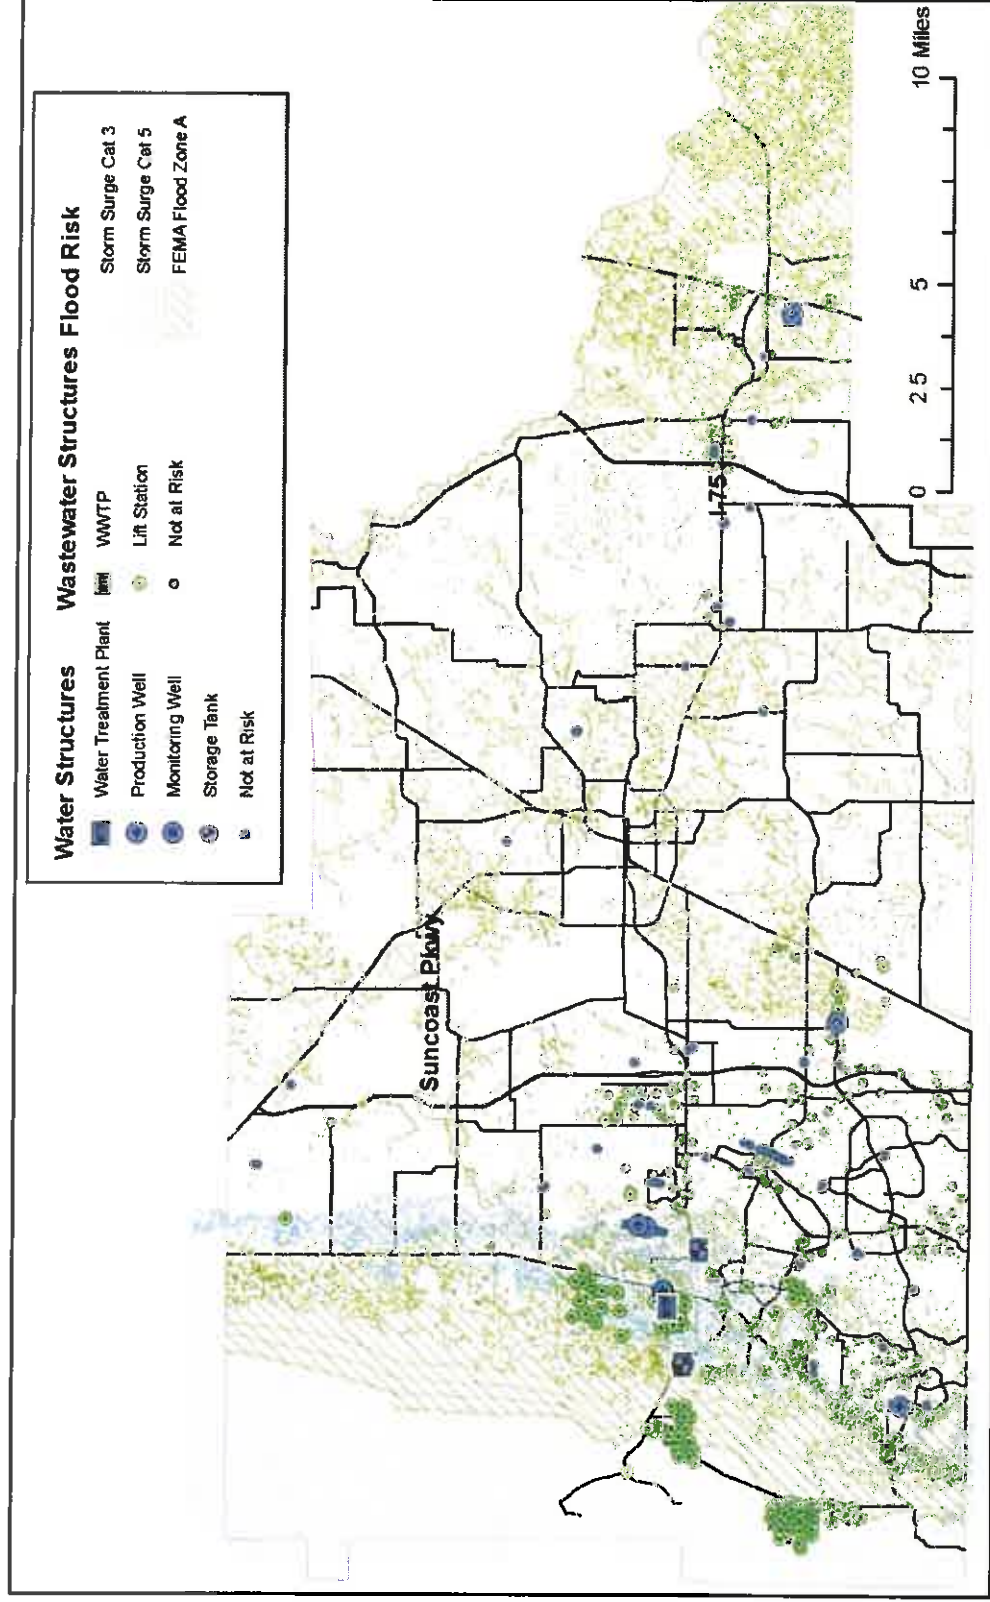 Water Structures
Water Treatment Plant
Production Well
Monitoring Well
Storage Tank
Not at Risk
Wastewater Structures
WWTP
Lift Station
Not at Risk
Flood Risk
Storm Surge Cat 3
Storm Surge Cat 5
FEMA Flood Zone A
Suncoast Pkwy
I-75
0 2.5 5 10 Miles